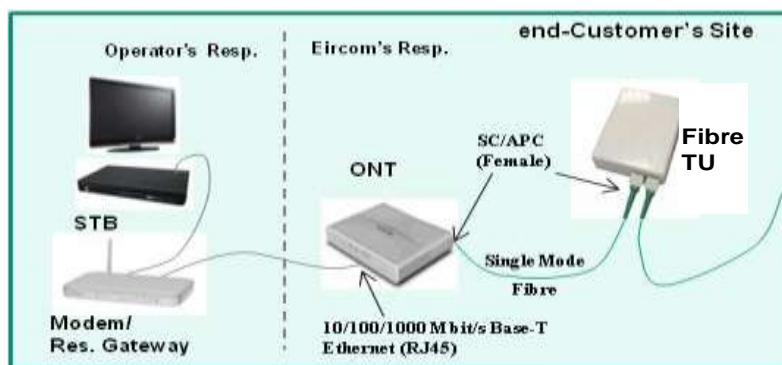 end-Customer's Site
Operator's Resp.
Eircom's Resp.
SC/APC
(Female)
Fibre
TU
ONT
STB
Single Mode
Fibre
Modem/
Res. Gateway
10/100/1000 Mbit/s Base-T
Ethernet (RJ45)